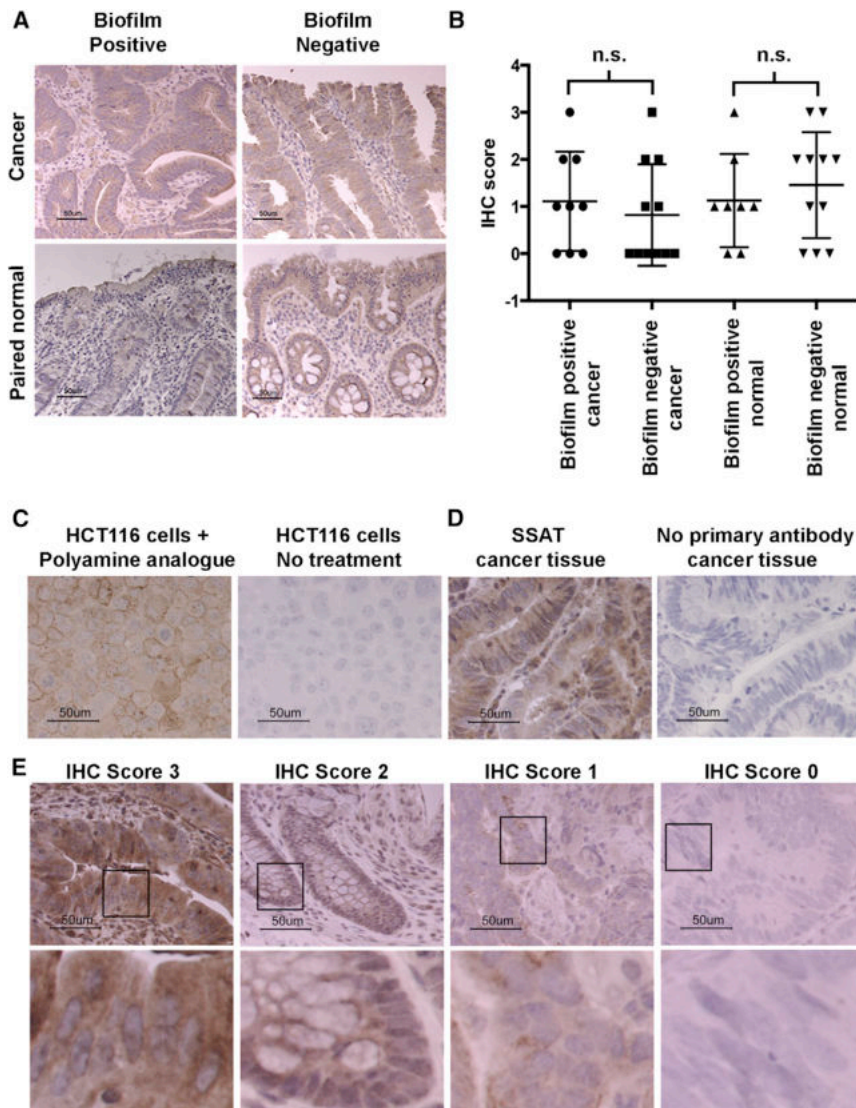 A
Biofilm
Positive
Biofilm
Negative
Cancer
50um
50um
Paired normal
50um
50um
B
n.s.
n.s.
IHC score
4
3
2
1
0
-1
Biofilm positive
cancer
Biofilm negative
cancer
Biofilm positive
normal
Biofilm negative
normal
C
HCT116 cells +
Polyamine analogue
HCT116 cells
No treatment
50um
50um
D
SSAT
cancer tissue
No primary antibody
cancer tissue
50um
50um
E
IHC Score 3
IHC Score 2
IHC Score 1
IHC Score 0
50um
50um
50um
50um